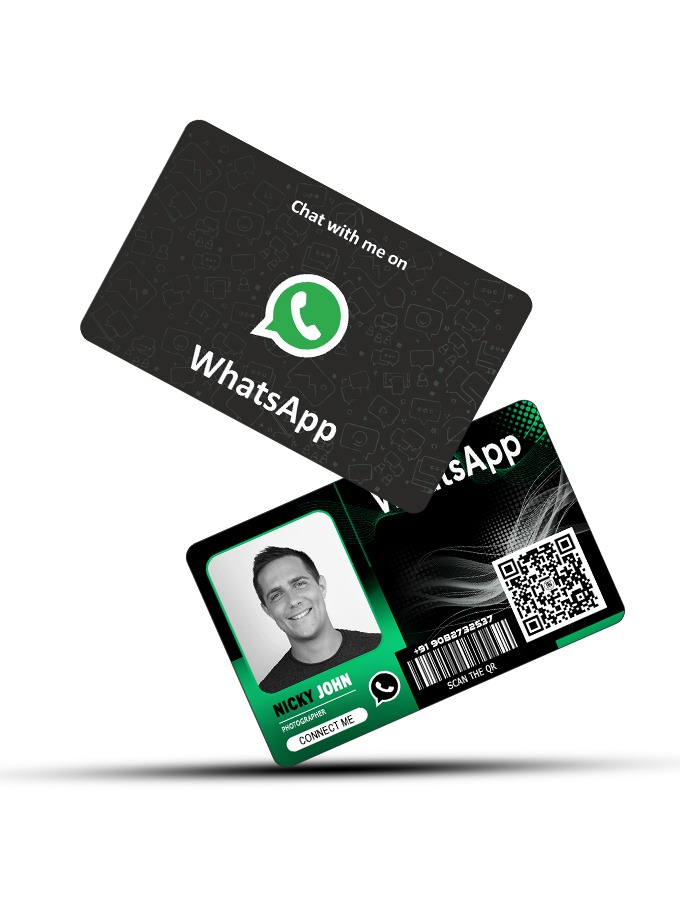 Chat with me on
WhatsApp
WhatsApp
NICKY JOHN
PHOTOGRAPHER
CONNECT ME
+91 9082732537
SCAN THE QR